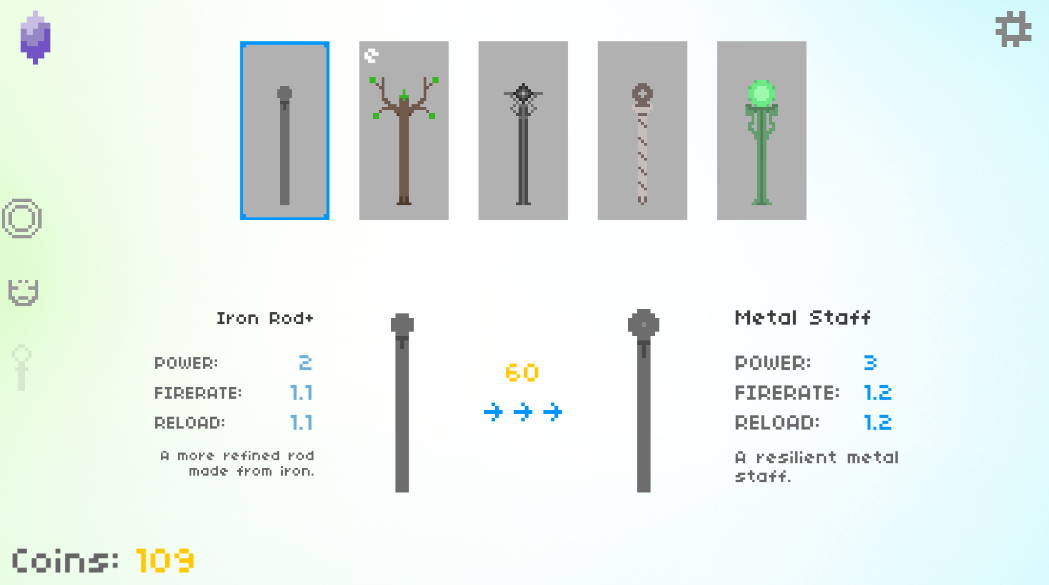 Iron Rod+
POWER: 2
FIRERATE: 1.1
RELOAD: 1.1
A more refined rod
made from iron.
60
Metal Staff
POWER: 3
FIRERATE: 1.2
RELOAD: 1.2
A resilient metal
staff.
Coins: 109